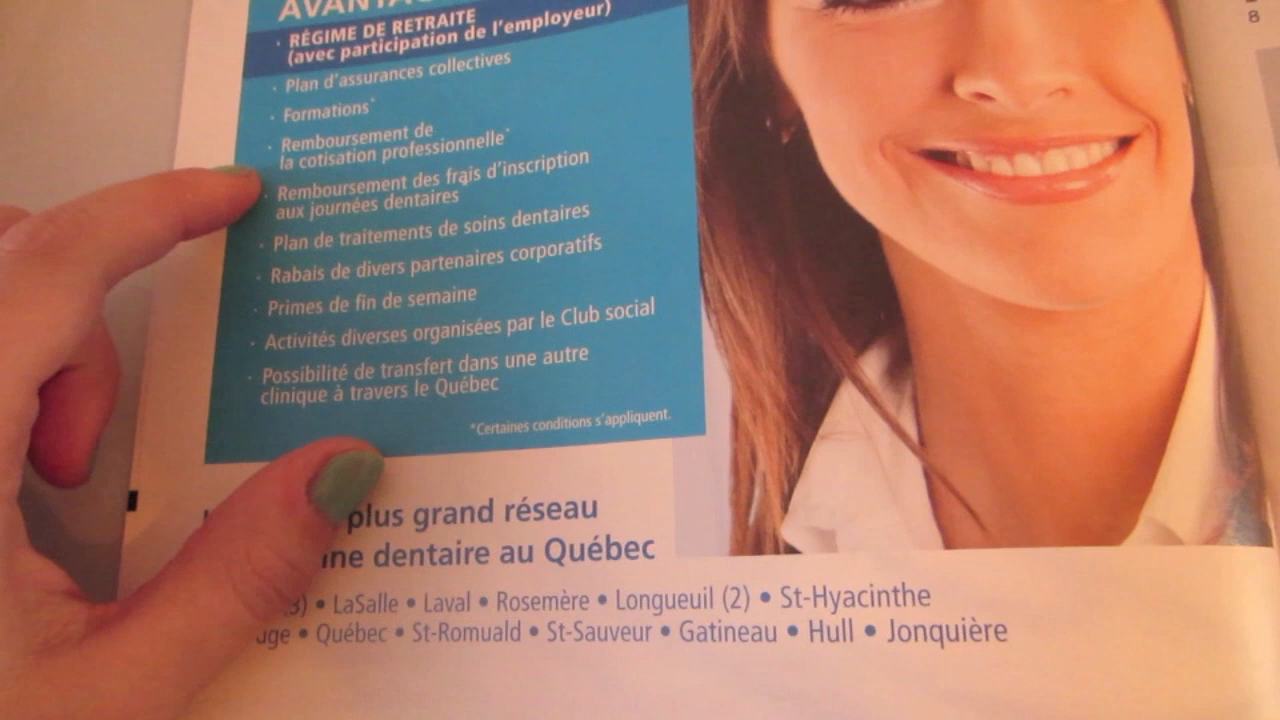 · RÉGIME DE RETRAITE
(avec participation de l'employeur)
· Plan d'assurances collectives
· Formations*
· Remboursement de
la cotisation professionnelle*
· Remboursement des frais d'inscription
aux journées dentaires
· Plan de traitements de soins dentaires
· Rabais de divers partenaires corporatifs
· Primes de fin de semaine
· Activités diverses organisées par le Club social
· Possibilité de transfert dans une autre
clinique à travers le Québec
*Certaines conditions s'appliquent.
plus grand réseau
dentaire au Québec
3) • LaSalle • Laval • Rosemère • Longueuil (2) • St-Hyacinthe
• Québec • St-Romuald • St-Sauveur • Gatineau • Hull • Jonquière
8